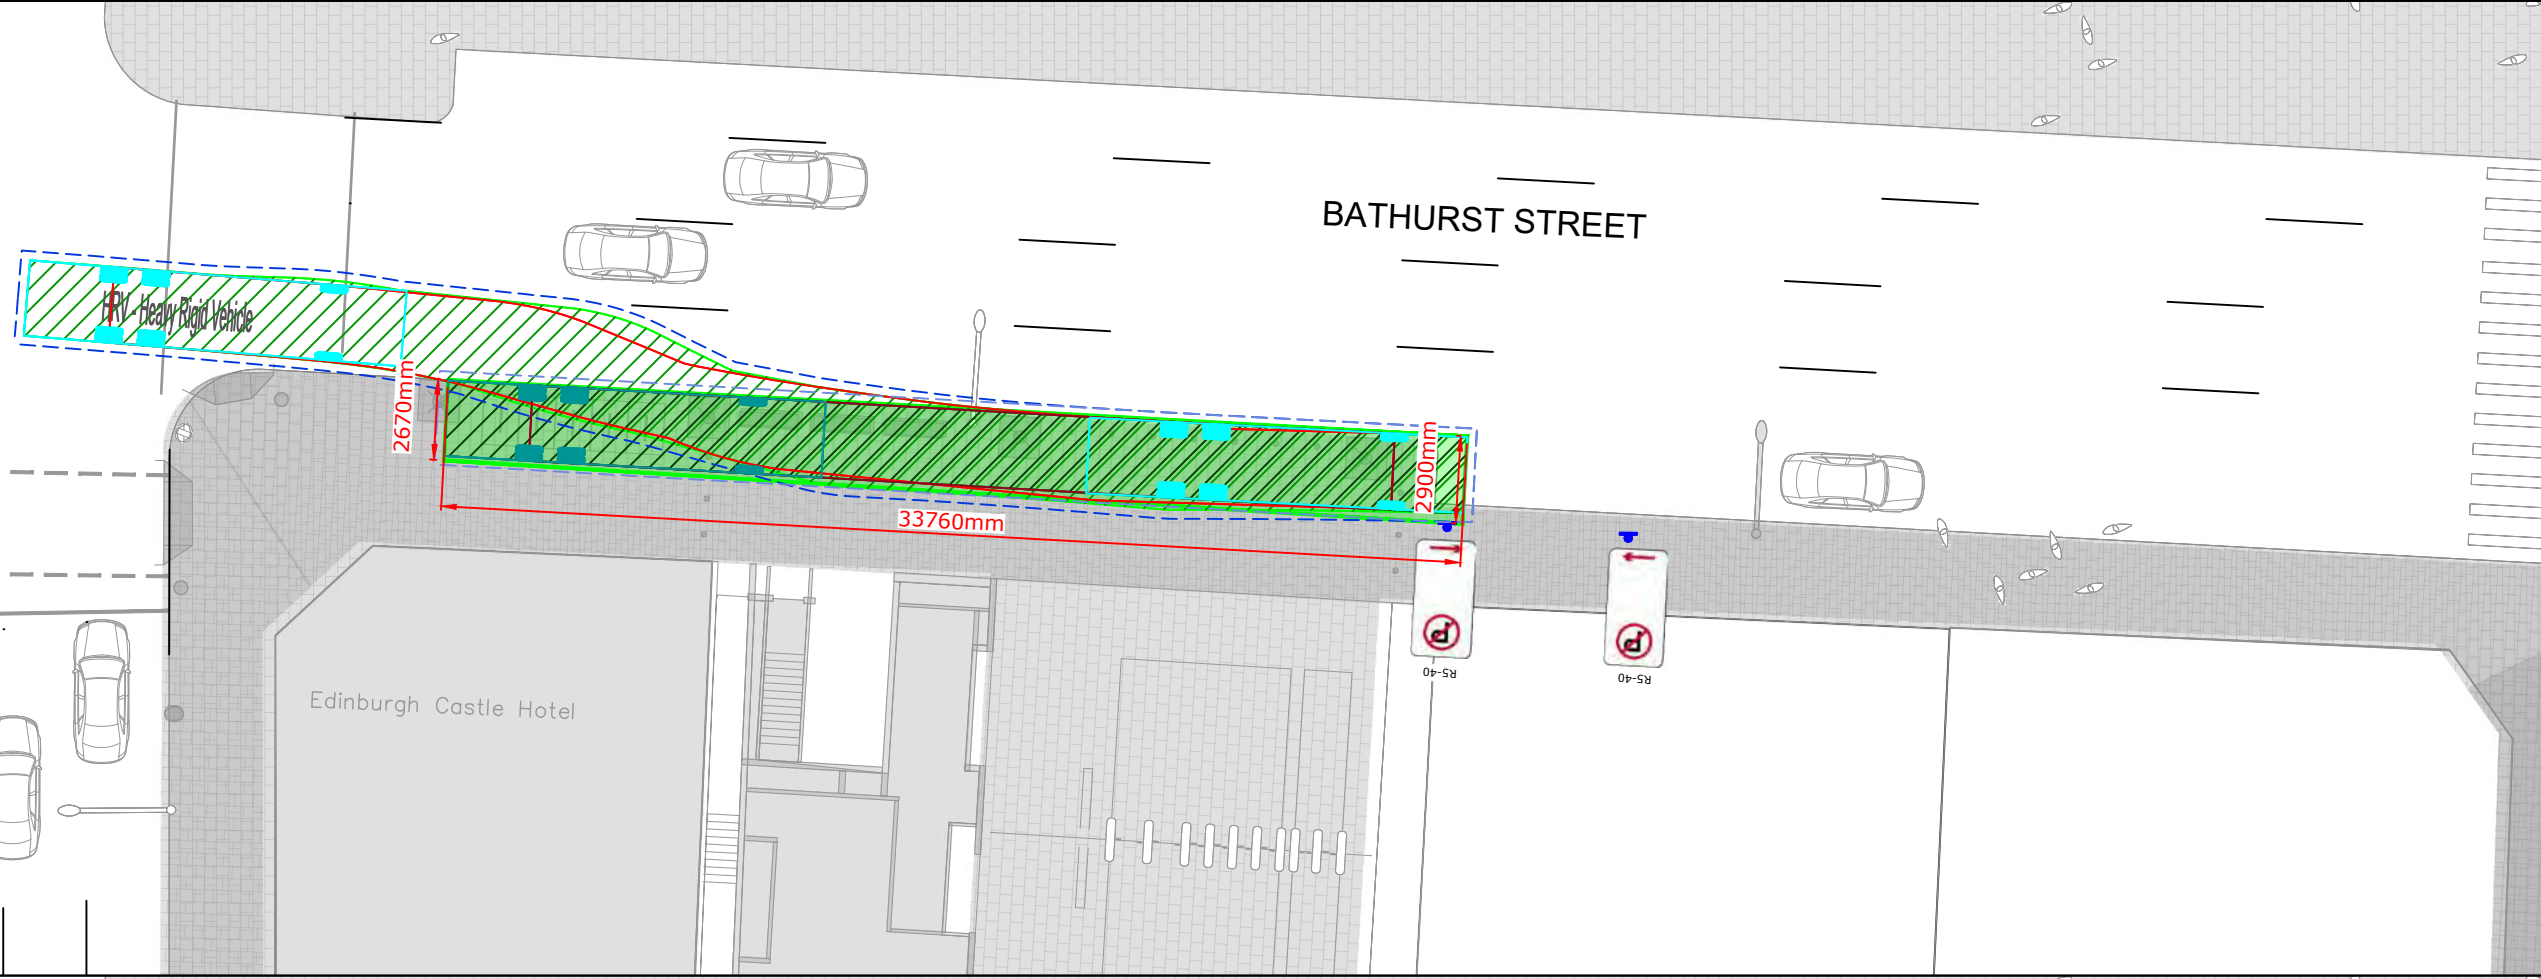 BATHURST STREET
HRV - Heavy Rigid Vehicle
2670mm
2900mm
33760mm
P
P
R5-40
R5-40
Edinburgh Castle Hotel